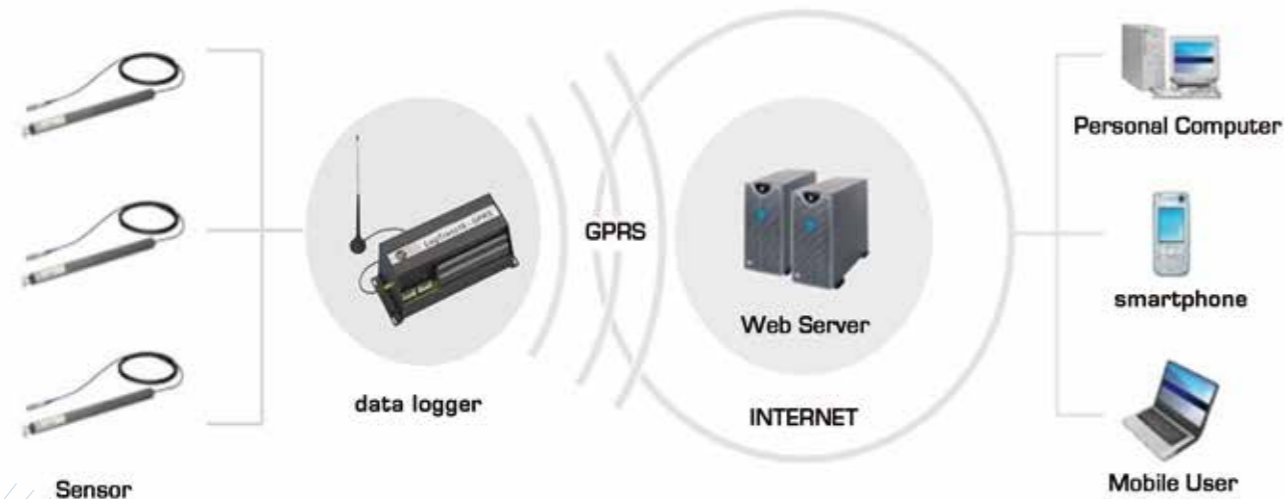 Sensor
data logger
GPRS
Web Server
INTERNET
Personal Computer
smartphone
Mobile User